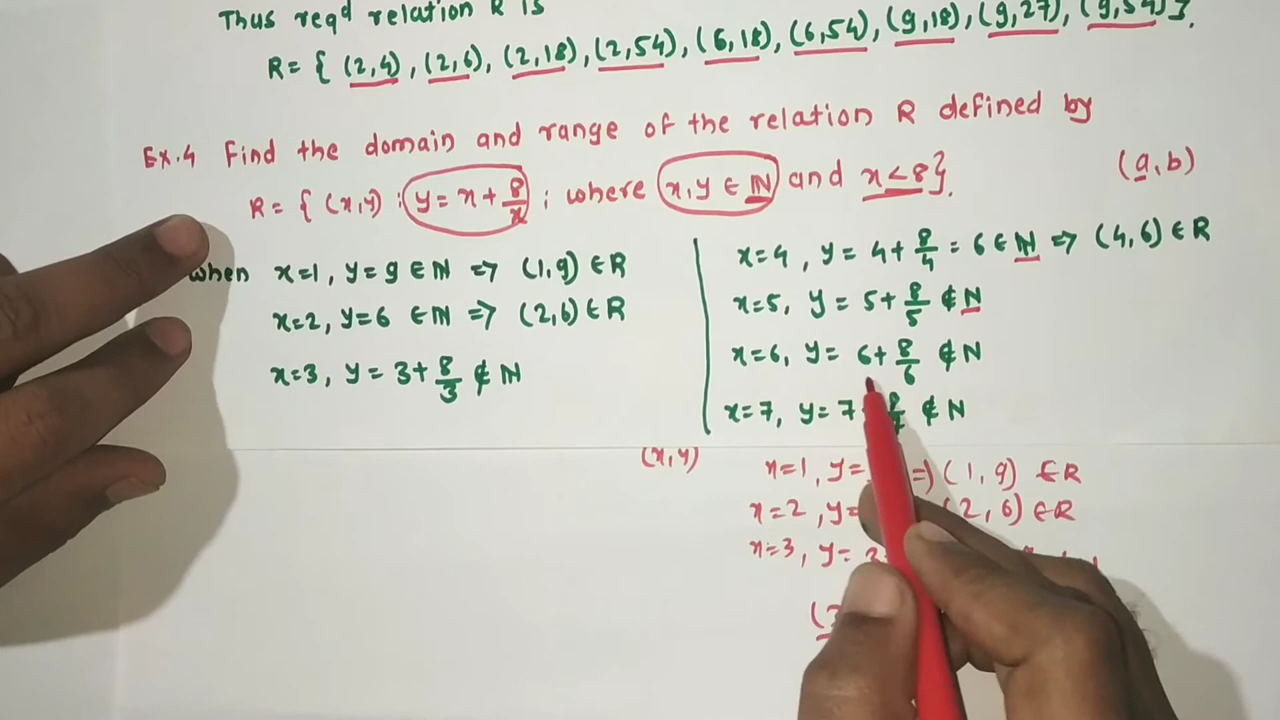 Thus reqd relation R is
R = { (2,4), (2,6), (2,18), (2,54), (6,18), (6,54), (9,18), (9,27), (9,54) }.
Ex.4 Find the domain and range of the relation R defined by
R = { (x,y) : y = x + 8/x ; where x,y ∈ ℕ and x < 8}.
(a,b)
when x=1, y=9 ∈ ℕ => (1,9) ∈ R
x=2, y=6 ∈ ℕ => (2,6) ∈ R
x=3, y = 3+ 8/3 ∉ ℕ
x=4, y = 4+ 8/4 = 6 ∈ ℕ => (4,6) ∈ R
x=5, y = 5+ 8/5 ∉ ℕ
x=6, y = 6+ 8/6 ∉ ℕ
x=7, y = 7 8/7 ∉ ℕ
(x,y)
x=1, y= =) (1,9) ∈ R
x=2, y= (2,6) ∈ R
x=3, y=